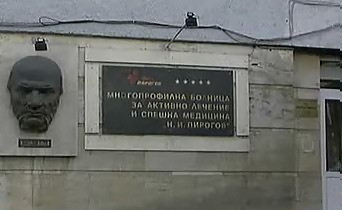 ПИРОГОВ
МНОГОПРОФИЛНА БОЛНИЦА
ЗА АКТИВНО ЛЕЧЕНИЕ
И СПЕШНА МЕДИЦИНА
"Н. И. ПИРОГОВ"